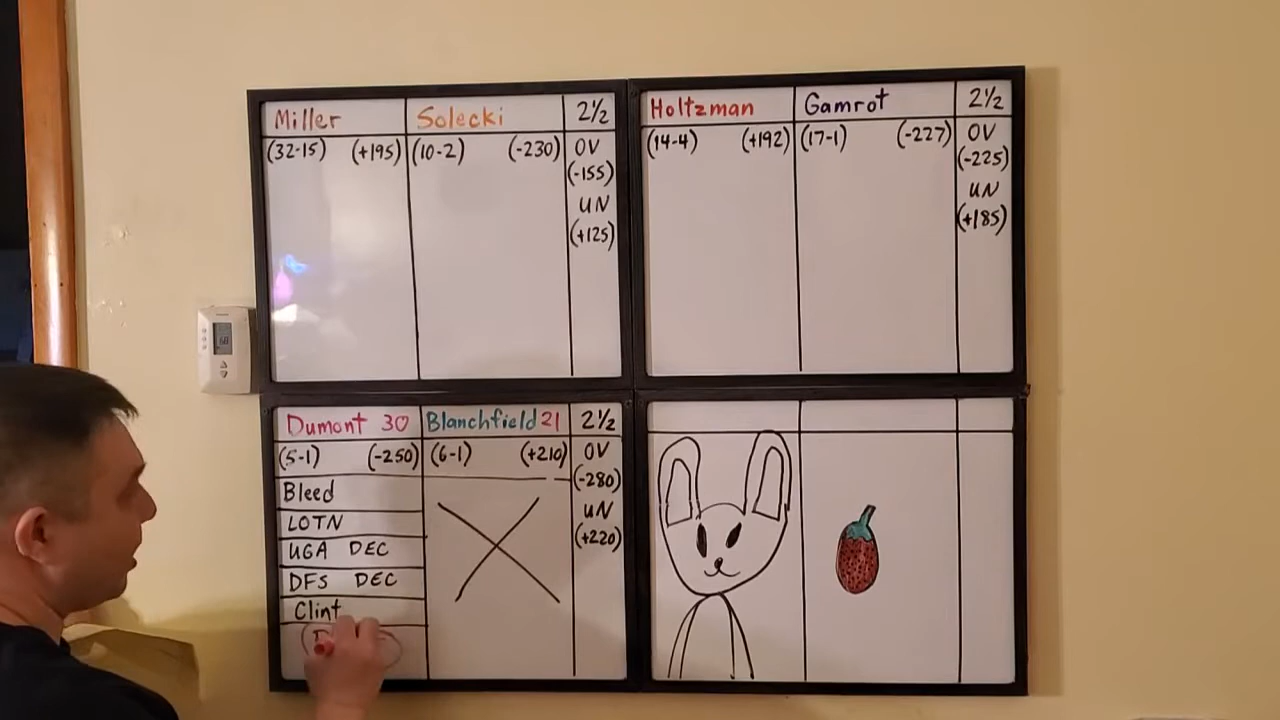 Miller Solecki 2½
(32-15) (+195) (10-2) (-230) OV
(-155)
UN
(+125)
Holtzman Gamrot 2½
(14-4) (+192) (17-1) (-227) OV
(-225)
UN
(+185)
Dumont 30 Blanchfield 21 2½
(5-1) (-250) (6-1) (+210) OV
(-280)
UN
(+220)
Bleed
LOTN
UGA DEC
DFS DEC
Clint